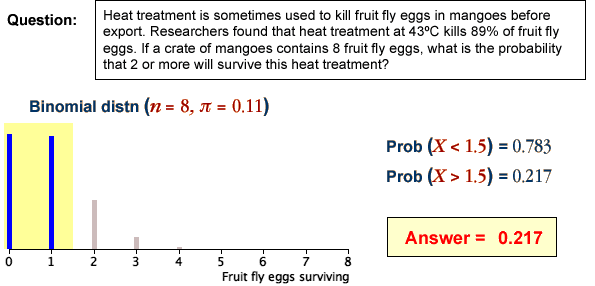 Question:
Heat treatment is sometimes used to kill fruit fly eggs in mangoes before
export. Researchers found that heat treatment at 43ºC kills 89% of fruit fly
eggs. If a crate of mangoes contains 8 fruit fly eggs, what is the probability
that 2 or more will survive this heat treatment?
Binomial distn (n = 8, π = 0.11)
Prob (X < 1.5) = 0.783
Prob (X > 1.5) = 0.217
Answer = 0.217
0 1 2 3 4 5 6 7 8
Fruit fly eggs surviving